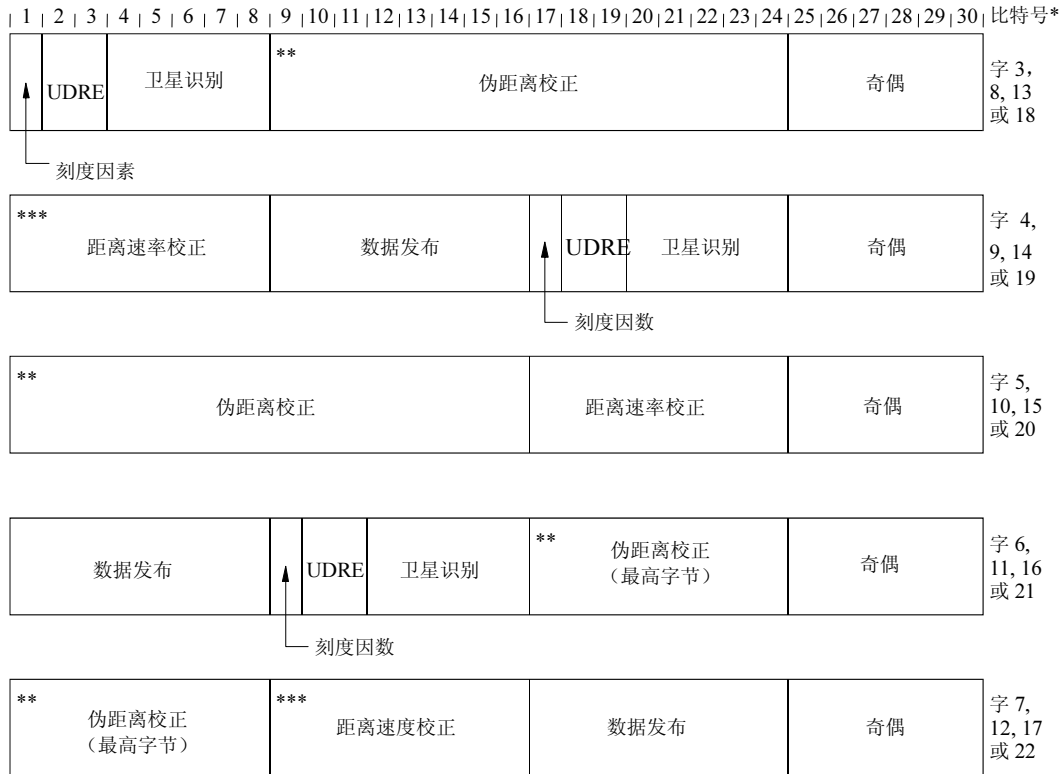 1 2 3 4 5 6 7 8 9 10 11 12 13 14 15 16 17 18 19 20 21 22 23 24 25 26 27 28 29 30 比特号*
UDRE
卫星识别
**
伪距离校正
奇偶
字 3,
8, 13
或 18
刻度因素
***
距离速率校正
数据发布
UDRE
卫星识别
奇偶
字 4,
9, 14
或 19
刻度因数
**
伪距离校正
距离速率校正
奇偶
字 5,
10, 15
或 20
数据发布
UDRE
卫星识别
**
伪距离校正
（最高字节）
奇偶
字 6,
11, 16
或 21
刻度因数
**
伪距离校正
（最高字节）
***
距离速度校正
数据发布
奇偶
字 7,
12, 17
或 22